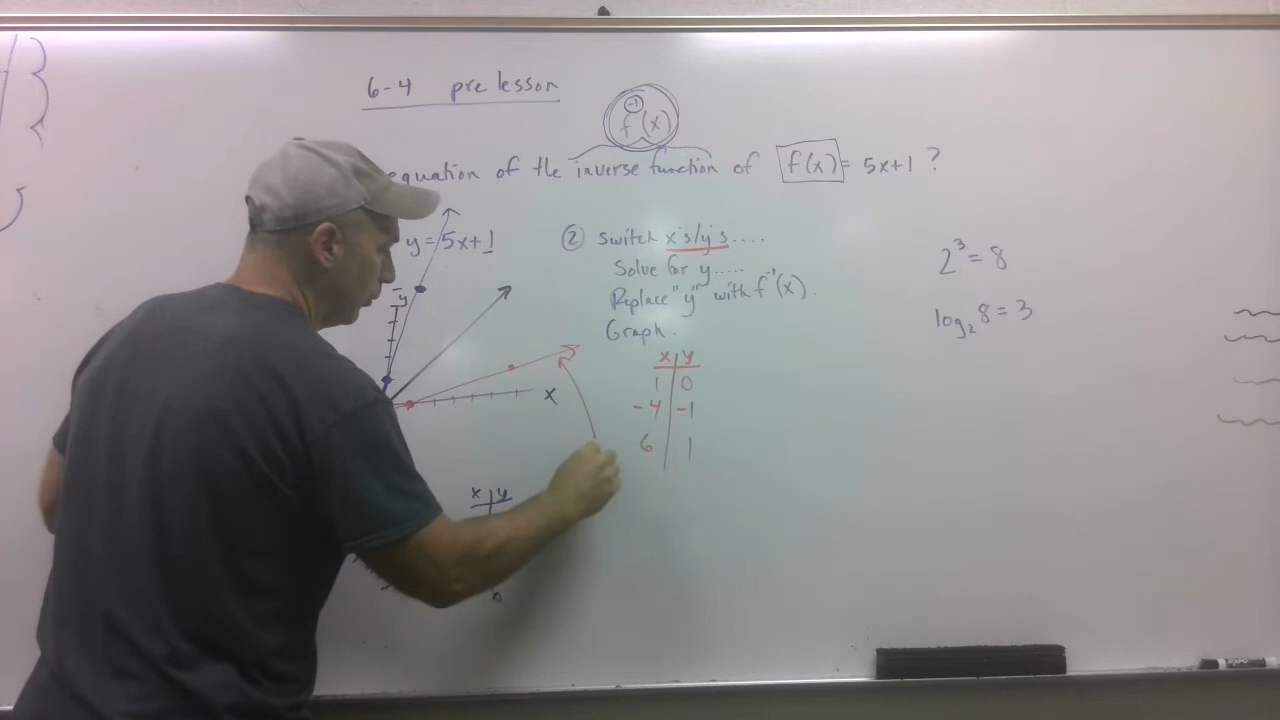 6-4 pre lesson
f⁻¹(x)
equation of the inverse function of f(x) = 5x+1 ?
y = 5x+1
② Switch x's/y's....
Solve for y.....
Replace "y" with f⁻¹(x).
Graph.
y
x
x y
1 0
-4 -1
6 1
x y
2³ = 8
log₂ 8 = 3